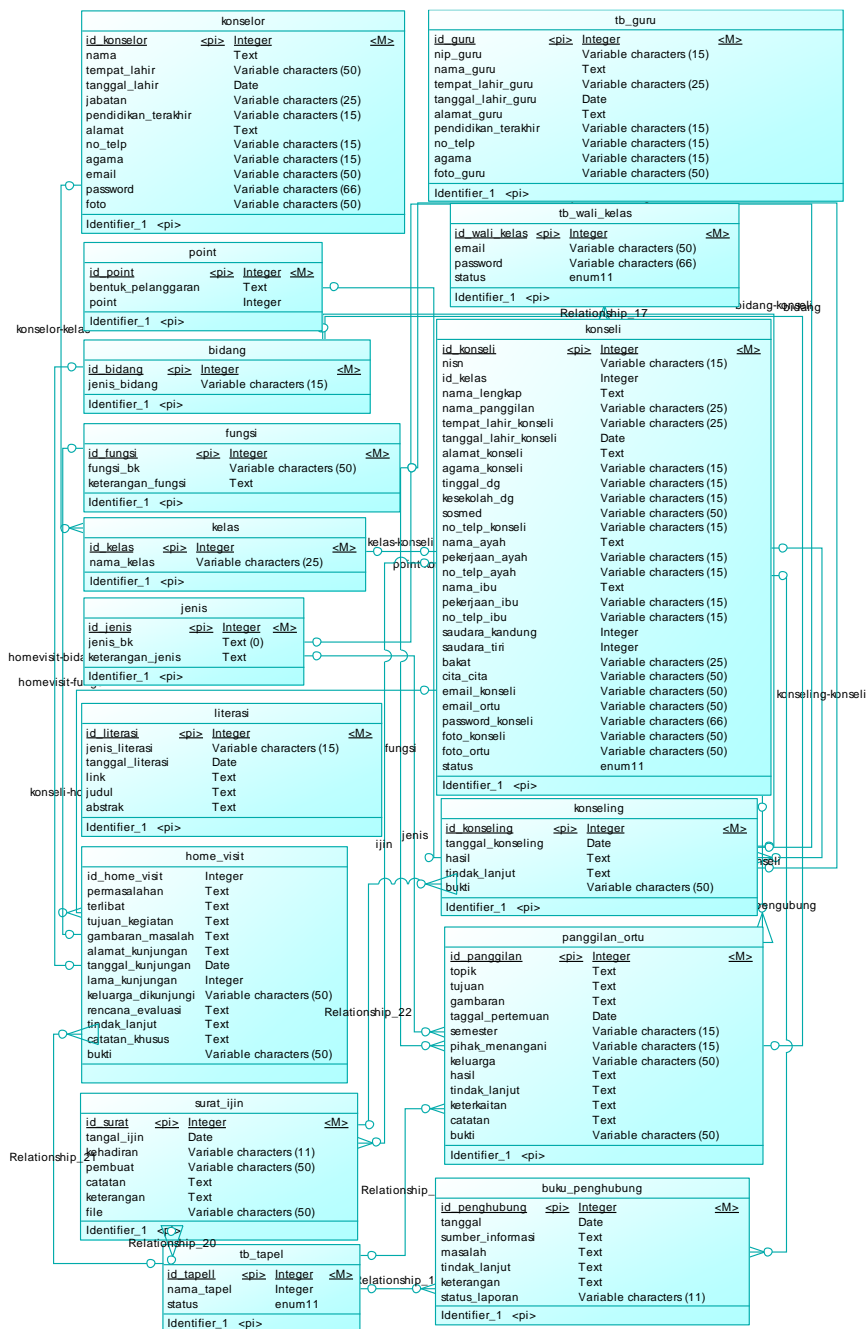 konselor
id_konselor <pi> Integer <M>
nama Text
tempat_lahir Variable characters (50)
tanggal_lahir Date
jabatan Variable characters (25)
pendidikan_terakhir Variable characters (15)
alamat Text
no_telp Variable characters (15)
agama Variable characters (15)
email Variable characters (50)
password Variable characters (66)
foto Variable characters (50)
Identifier_1 <pi>
tb_guru
id_guru <pi> Integer <M>
nip_guru Variable characters (15)
nama_guru Text
tempat_lahir_guru Variable characters (25)
tanggal_lahir_guru Date
alamat_guru Text
pendidikan_terakhir Variable characters (15)
no_telp Variable characters (15)
agama Variable characters (15)
foto_guru Variable characters (50)
Identifier_1 <pi>
tb_wali_kelas
id_wali_kelas <pi> Integer <M>
email Variable characters (50)
password Variable characters (66)
status enum11
Identifier_1 <pi>
point
id_point <pi> Integer <M>
bentuk_pelanggaran Text
point Integer
Identifier_1 <pi>
konselor-kelas
Relationship_17
bidang-konseli
bidang
bidang
id_bidang <pi> Integer <M>
jenis_bidang Variable characters (15)
Identifier_1 <pi>
konseli
id_konseli <pi> Integer <M>
nisn Variable characters (15)
id_kelas Integer
nama_lengkap Text
nama_panggilan Variable characters (25)
tempat_lahir_konseli Variable characters (25)
tanggal_lahir_konseli Date
alamat_konseli Text
agama_konseli Variable characters (15)
tinggal_dg Variable characters (15)
kesekolah_dg Variable characters (15)
sosmed Variable characters (50)
no_telp_konseli Variable characters (15)
nama_ayah Text
pekerjaan_ayah Variable characters (15)
no_telp_ayah Variable characters (15)
nama_ibu Text
pekerjaan_ibu Variable characters (15)
no_telp_ibu Variable characters (15)
saudara_kandung Integer
saudara_tiri Integer
bakat Variable characters (25)
cita_cita Variable characters (50)
email_konseli Variable characters (50)
email_ortu Variable characters (50)
password_konseli Variable characters (66)
foto_konseli Variable characters (50)
foto_ortu Variable characters (50)
status enum11
Identifier_1 <pi>
fungsi
id_fungsi <pi> Integer <M>
fungsi_bk Variable characters (50)
keterangan_fungsi Text
Identifier_1 <pi>
kelas
id_kelas <pi> Integer <M>
nama_kelas Variable characters (25)
Identifier_1 <pi>
kelas-konseli
jenis
id_jenis <pi> Integer <M>
jenis_bk Text (0)
keterangan_jenis Text
Identifier_1 <pi>
konseling-konseli
literasi
id_literasi <pi> Integer <M>
jenis_literasi Variable characters (15)
tanggal_literasi Date
link Text
judul Text
abstrak Text
Identifier_1 <pi>
fungsi
jenis
ijin
konseling
id_konseling <pi> Integer <M>
tanggal_konseling Date
hasil Text
tindak_lanjut Text
bukti Variable characters (50)
Identifier_1 <pi>
home_visit
id_home_visit Integer
permasalahan Text
terlibat Text
tujuan_kegiatan Text
gambaran_masalah Text
alamat_kunjungan Text
tanggal_kunjungan Date
lama_kunjungan Integer
keluarga_dikunjungi Variable characters (50)
rencana_evaluasi Text
tindak_lanjut Text
catatan_khusus Text
bukti Variable characters (50)
Relationship_22
panggilan_ortu
id_panggilan <pi> Integer <M>
topik Text
tujuan Text
gambaran Text
taggal_pertemuan Date
semester Variable characters (15)
pihak_menangani Variable characters (15)
keluarga Variable characters (50)
hasil Text
tindak_lanjut Text
keterkaitan Text
catatan Text
bukti Variable characters (50)
Identifier_1 <pi>
surat_ijin
id_surat <pi> Integer <M>
tangal_ijin Date
kehadiran Variable characters (11)
pembuat Variable characters (50)
catatan Text
keterangan Text
file Variable characters (50)
Identifier_1 <pi>
Relationship_21
Relationship_20
tb_tapel
id_tapell <pi> Integer <M>
nama_tapel Integer
status enum11
Identifier_1 <pi>
buku_penghubung
id_penghubung <pi> Integer <M>
tanggal Date
sumber_informasi Text
masalah Text
tindak_lanjut Text
keterangan Text
status_laporan Variable characters (11)
Identifier_1 <pi>